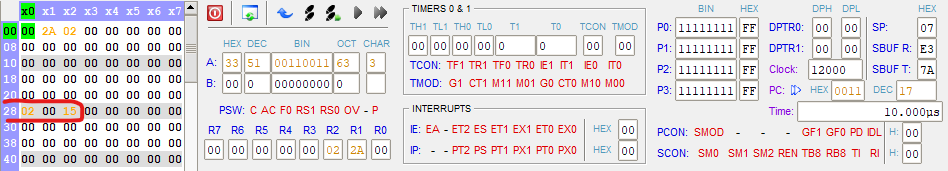 x0 x1 x2 x3 x4 x5 x6 x7
00 00 2A 02 00 00 00 00 00
08 00 00 00 00 00 00 00 00
10 00 00 00 00 00 00 00 00
18 00 00 00 00 00 00 00 00
20 00 00 00 00 00 00 00 00
28 02 00 15 00 00 00 00 00
30 00 00 00 00 00 00 00 00
38 00 00 00 00 00 00 00 00
40 00 00 00 00 00 00 00 00
HEX DEC BIN OCT CHAR
A: 33 51 00110011 63 3
B: 0 0 00000000 0
PSW: C AC F0 RS1 RS0 OV - P
R7 R6 R5 R4 R3 R2 R1 R0
00 00 00 00 00 02 2A 00
TIMERS 0 & 1
TH1 TL1 TH0 TL0 T1 T0 TCON TMOD
00 00 00 00 0 0 00 00
TCON: TF1 TR1 TF0 TR0 IE1 IT1 IE0 IT0
TMOD: G1 CT1 M11 M01 G0 CT0 M10 M00
INTERRUPTS
IE: EA - ET2 ES ET1 EX1 ET0 EX0 HEX 00
IP: - - PT2 PS PT1 PX1 PT0 PX0 HEX 00
BIN HEX
P0: 11111111 FF
P1: 11111111 FF
P2: 11111111 FF
P3: 11111111 FF
DPH DPL
DPTR0: 00 00
DPTR1: 00 00
Clock: 12000
HEX
SP: 07
SBUF R: E3
SBUF T: 7A
PC: HEX 0011 DEC 17
Time: 10.000µs
PCON: SMOD - - - GF1 GF0 PD IDL H: 00
SCON: SM0 SM1 SM2 REN TB8 RB8 TI RI H: 00